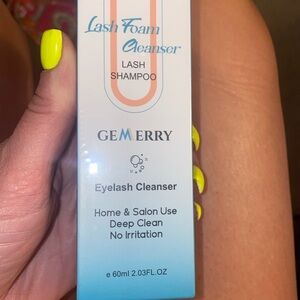 Lash Foam
Cleanser
LASH
SHAMPOO
GEMERRY
Eyelash Cleanser
Home & Salon Use
Deep Clean
No Irritation
e 60ml 2.03FL.OZ